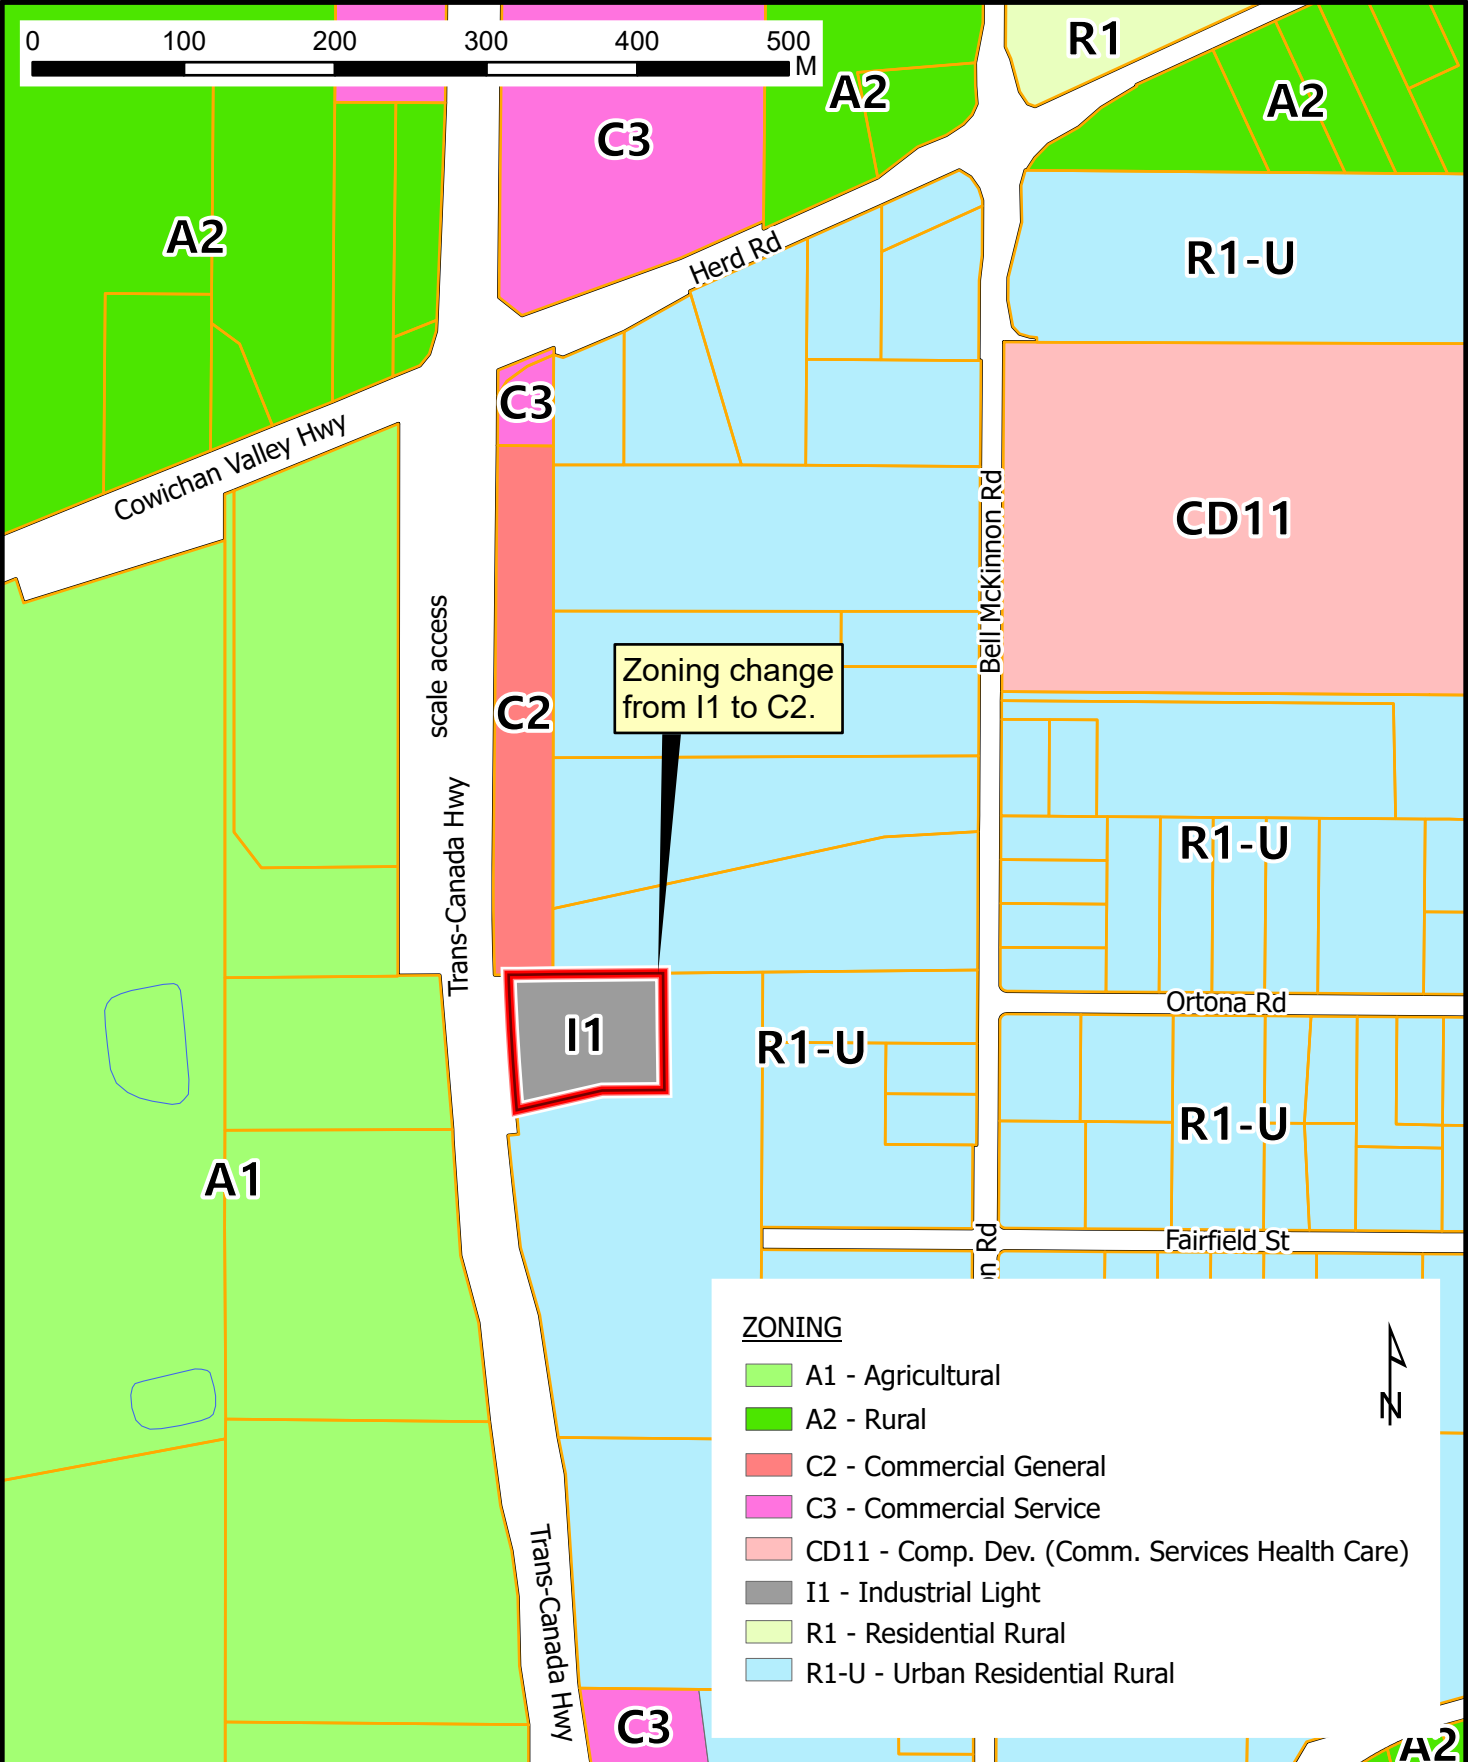 0 100 200 300 400 500
M
R1
A2
A2
C3
A2
Herd Rd
R1-U
C3
Cowichan Valley Hwy
CD11
Bell McKinnon Rd
scale access
Zoning change
from I1 to C2.
C2
Trans-Canada Hwy
R1-U
Ortona Rd
I1
R1-U
R1-U
A1
Fairfield St
on Rd
ZONING
A1 - Agricultural
A2 - Rural
C2 - Commercial General
C3 - Commercial Service
CD11 - Comp. Dev. (Comm. Services Health Care)
I1 - Industrial Light
R1 - Residential Rural
R1-U - Urban Residential Rural
N
Trans-Canada Hwy
C3
A2